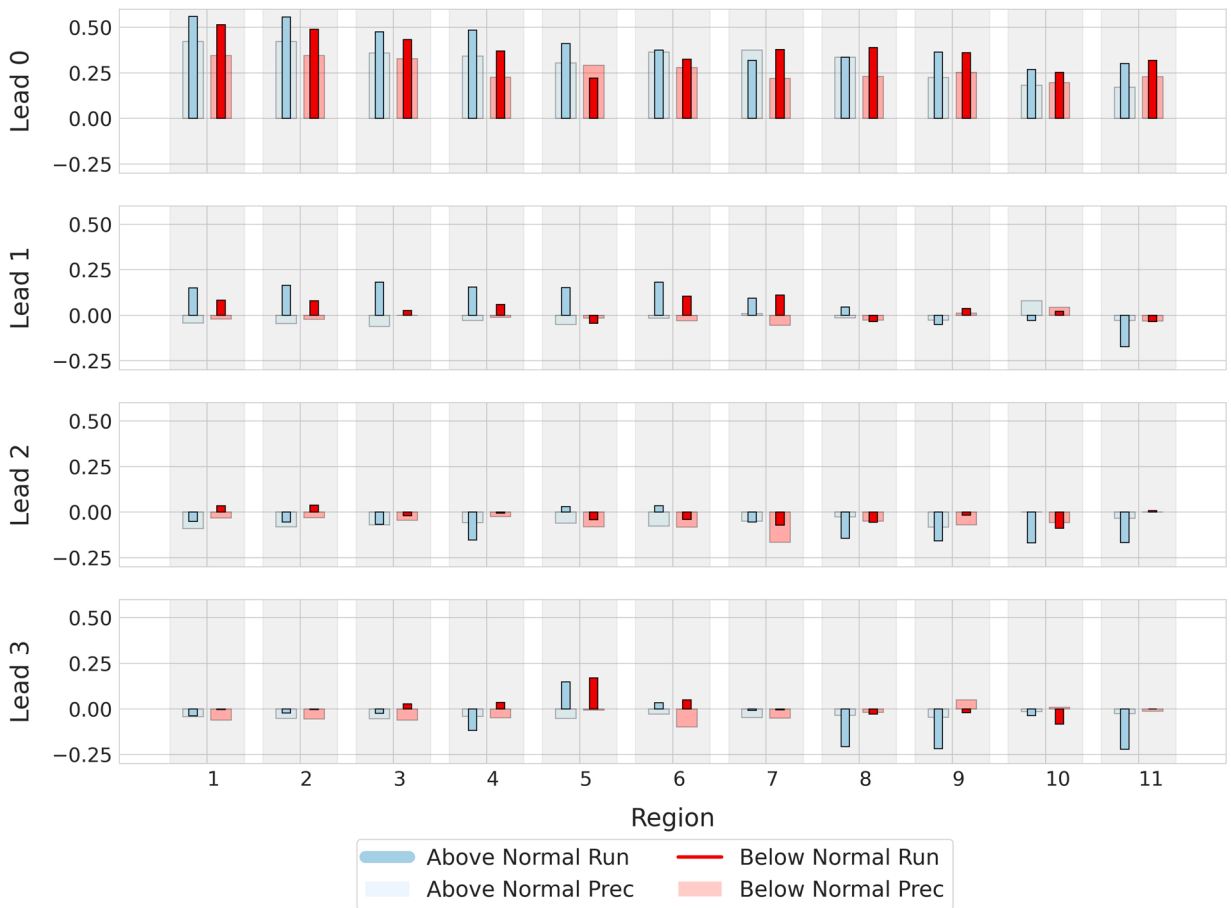 Lead 0
0.50
0.25
0.00
−0.25
Lead 1
0.50
0.25
0.00
−0.25
Lead 2
0.50
0.25
0.00
−0.25
Lead 3
0.50
0.25
0.00
−0.25
1 2 3 4 5 6 7 8 9 10 11
Region
Above Normal Run Below Normal Run
Above Normal Prec Below Normal Prec